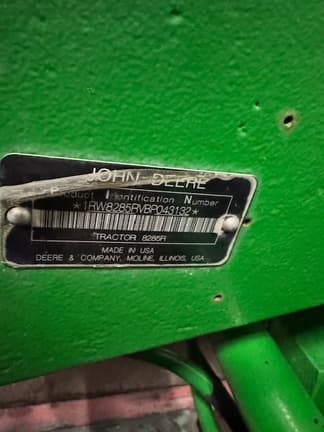 JOHN DEERE
Product Identification Number
*1RW8285RVBP043132*
TRACTOR 8285R
MADE IN USA
DEERE & COMPANY, MOLINE, ILLINOIS, USA